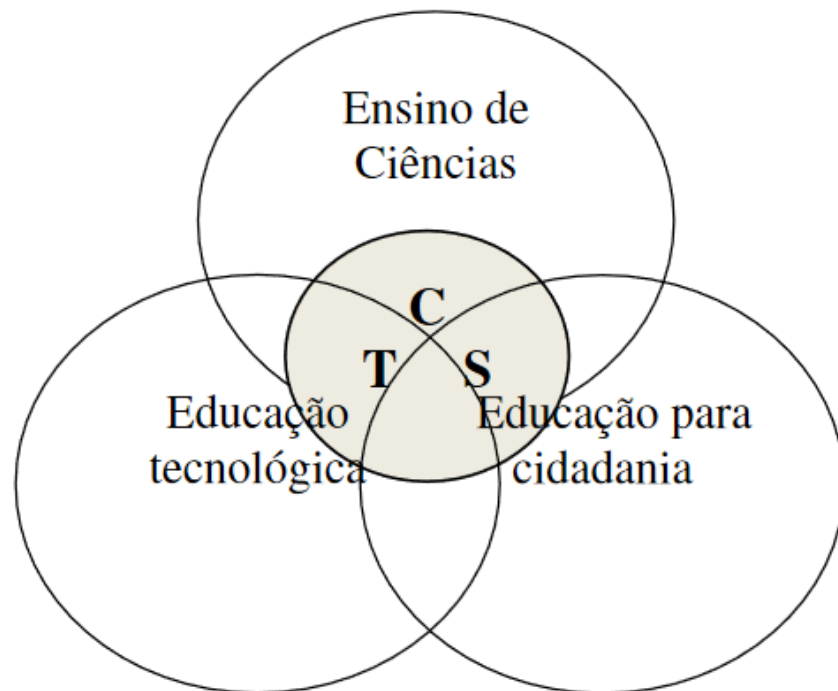 Ensino de
Ciências
C
T S
Educação
tecnológica
Educação para
cidadania